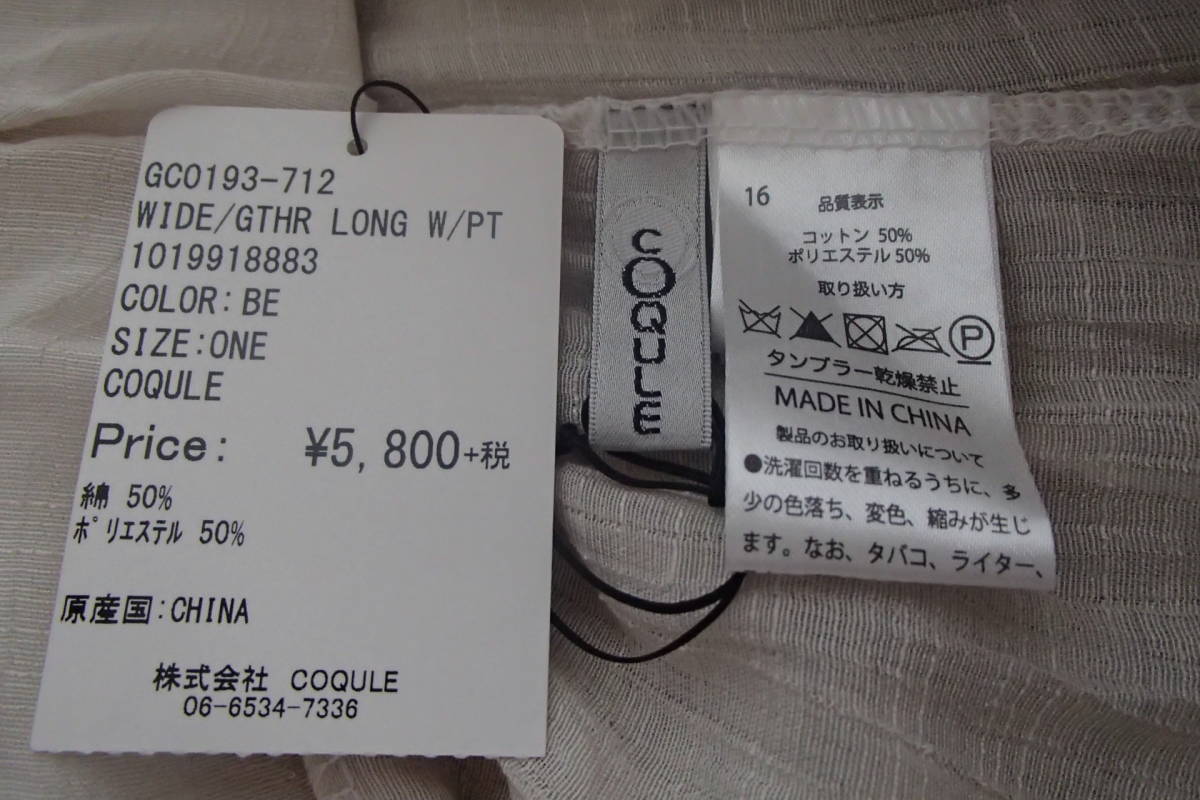 GC0193-712
WIDE/GTHR LONG W/PT
1019918883
COLOR:BE
SIZE:ONE
COQULE
Price: ¥5,800+税
綿 50%
ポリエステル 50%
原産国:CHINA
株式会社 COQULE
06-6534-7336
COQULE
16 品質表示
コットン 50%
ポリエステル 50%
取り扱い方
P
タンブラー乾燥禁止
MADE IN CHINA
製品のお取り扱いについて
●洗濯回数を重ねるうちに、多
少の色落ち、変色、縮みが生じ
ます。なお、タバコ、ライター、